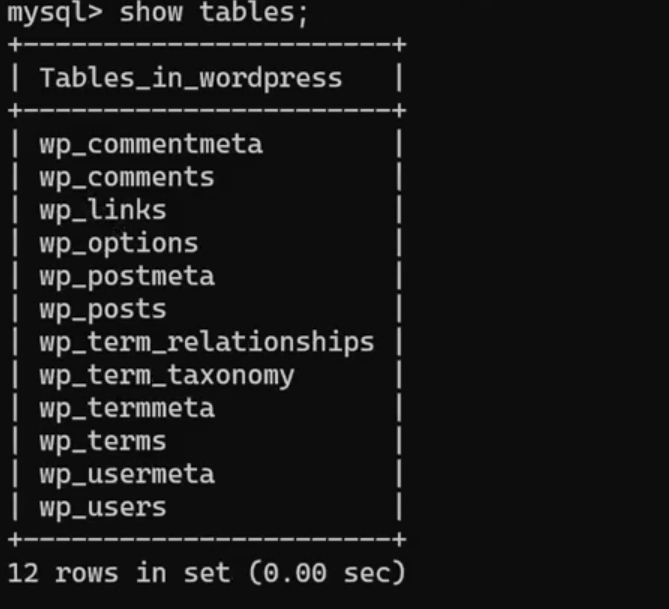 mysql> show tables;
+------------------------+
| Tables_in_wordpress    |
+------------------------+
| wp_commentmeta         |
| wp_comments            |
| wp_links               |
| wp_options             |
| wp_postmeta            |
| wp_posts               |
| wp_term_relationships  |
| wp_term_taxonomy       |
| wp_termmeta            |
| wp_terms               |
| wp_usermeta            |
| wp_users               |
+------------------------+
12 rows in set (0.00 sec)